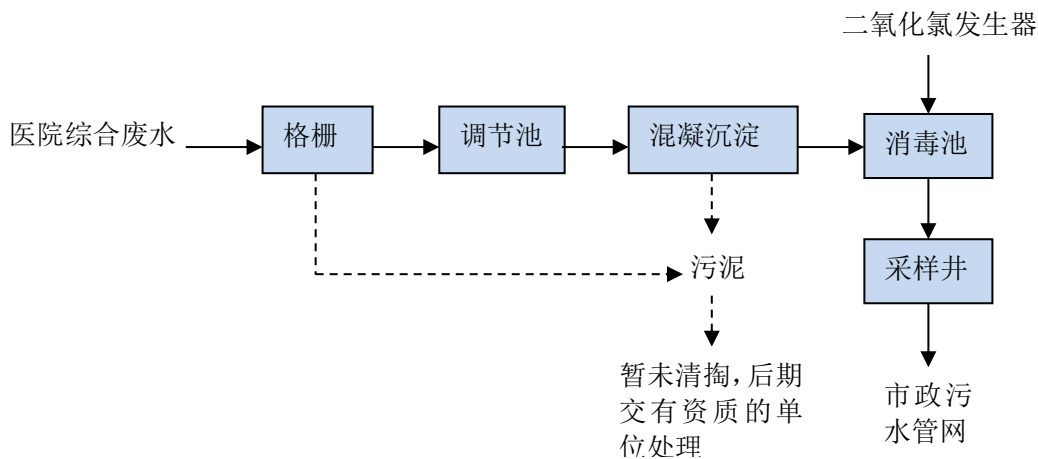 二氧化氯发生器
医院综合废水
格栅
调节池
混凝沉淀
消毒池
污泥
采样井
暂未清掏，后期
交有资质的单
位处理
市政污
水管网